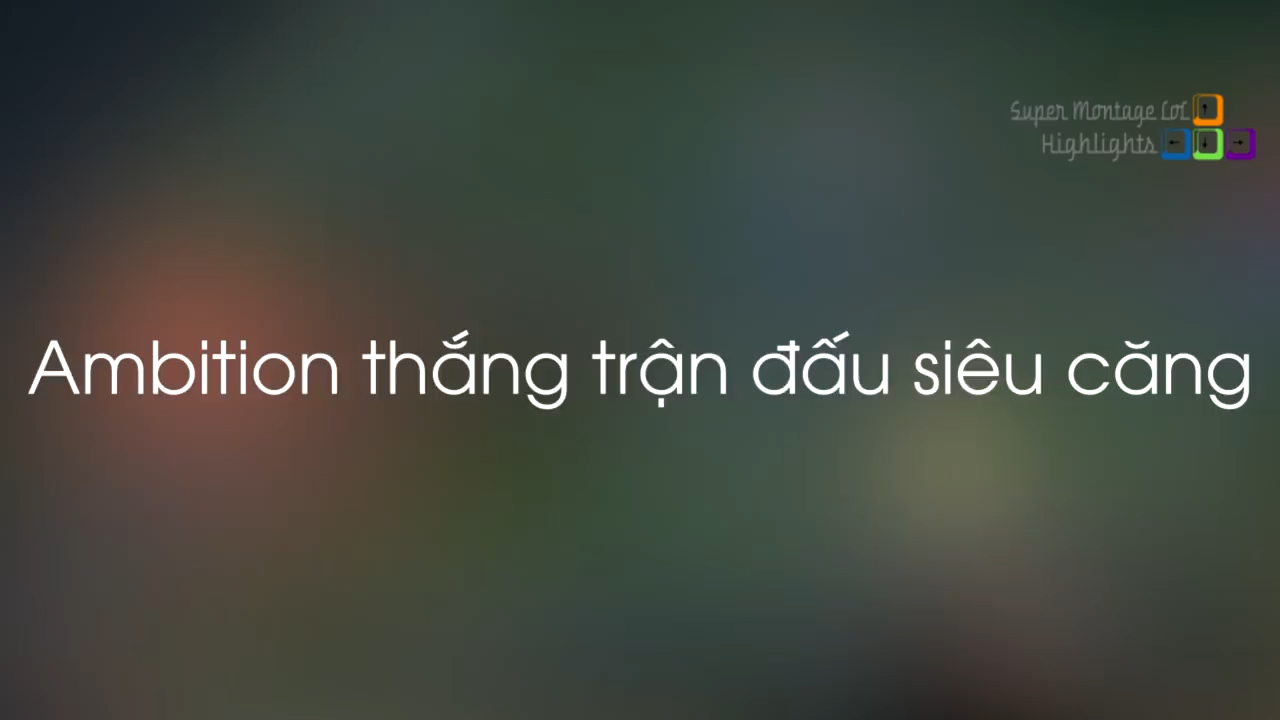 Super Montage LoL
Highlights
Ambition thắng trận đấu siêu căng